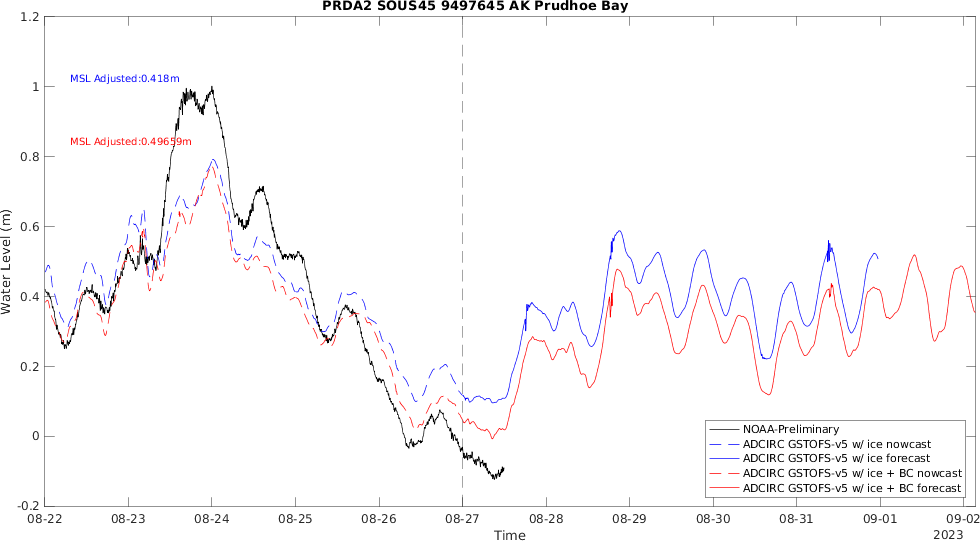 PRDA2 SOUS45 9497645 AK Prudhoe Bay
1.2
1
0.8
0.6
0.4
0.2
0
-0.2
Water Level (m)
MSL Adjusted:0.418m
MSL Adjusted:0.49659m
NOAA-Preliminary
ADCIRC GSTOFS-v5 w/ ice nowcast
ADCIRC GSTOFS-v5 w/ ice forecast
ADCIRC GSTOFS-v5 w/ ice + BC nowcast
ADCIRC GSTOFS-v5 w/ ice + BC forecast
08-22 08-23 08-24 08-25 08-26 08-27 08-28 08-29 08-30 08-31 09-01 09-02
Time
2023